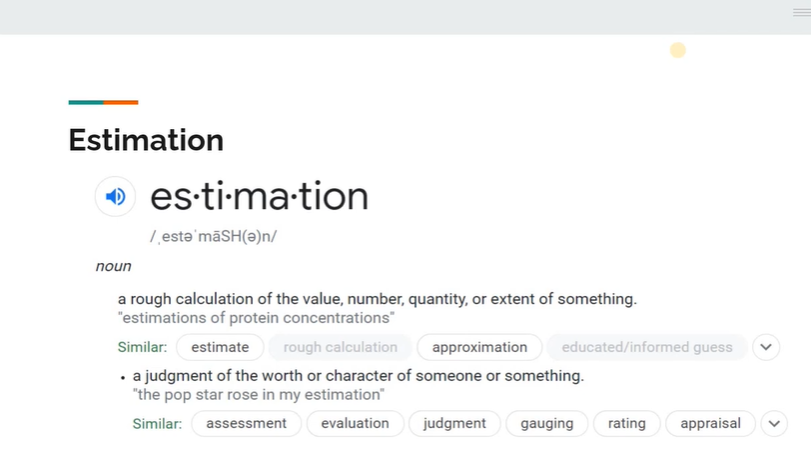 Estimation
es·ti·ma·tion
/ˌestəˈmāSH(ə)n/
noun
a rough calculation of the value, number, quantity, or extent of something.
"estimations of protein concentrations"
Similar: estimate rough calculation approximation educated/informed guess
• a judgment of the worth or character of someone or something.
"the pop star rose in my estimation"
Similar: assessment evaluation judgment gauging rating appraisal